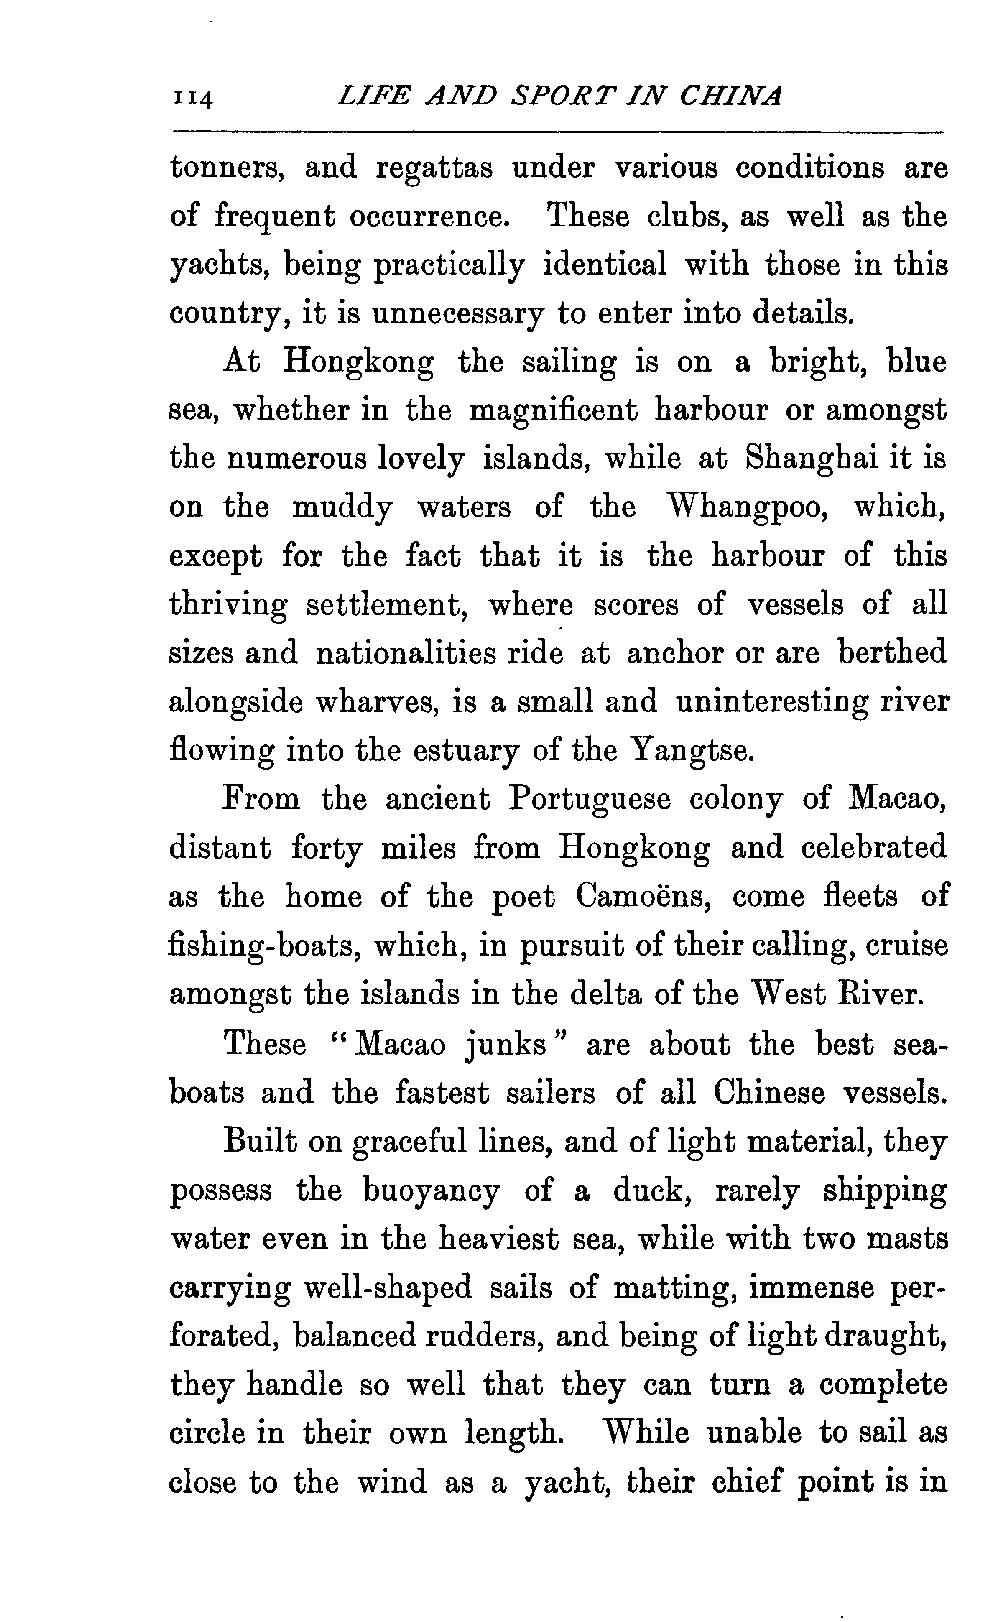 114 LIFE AND SPORT IN CHINA
tonners, and regattas under various conditions are
of frequent occurrence. These clubs, as well as the
yachts, being practically identical with those in this
country, it is unnecessary to enter into details.
At Hongkong the sailing is on a bright, blue
sea, whether in the magnificent harbour or amongst
the numerous lovely islands, while at Shanghai it is
on the muddy waters of the Whangpoo, which,
except for the fact that it is the harbour of this
thriving settlement, where scores of vessels of all
sizes and nationalities ride at anchor or are berthed
alongside wharves, is a small and uninteresting river
flowing into the estuary of the Yangtse.
From the ancient Portuguese colony of Macao,
distant forty miles from Hongkong and celebrated
as the home of the poet Camoëns, come fleets of
fishing-boats, which, in pursuit of their calling, cruise
amongst the islands in the delta of the West River.
These “Macao junks” are about the best sea-
boats and the fastest sailers of all Chinese vessels.
Built on graceful lines, and of light material, they
possess the buoyancy of a duck, rarely shipping
water even in the heaviest sea, while with two masts
carrying well-shaped sails of matting, immense per-
forated, balanced rudders, and being of light draught,
they handle so well that they can turn a complete
circle in their own length. While unable to sail as
close to the wind as a yacht, their chief point is in